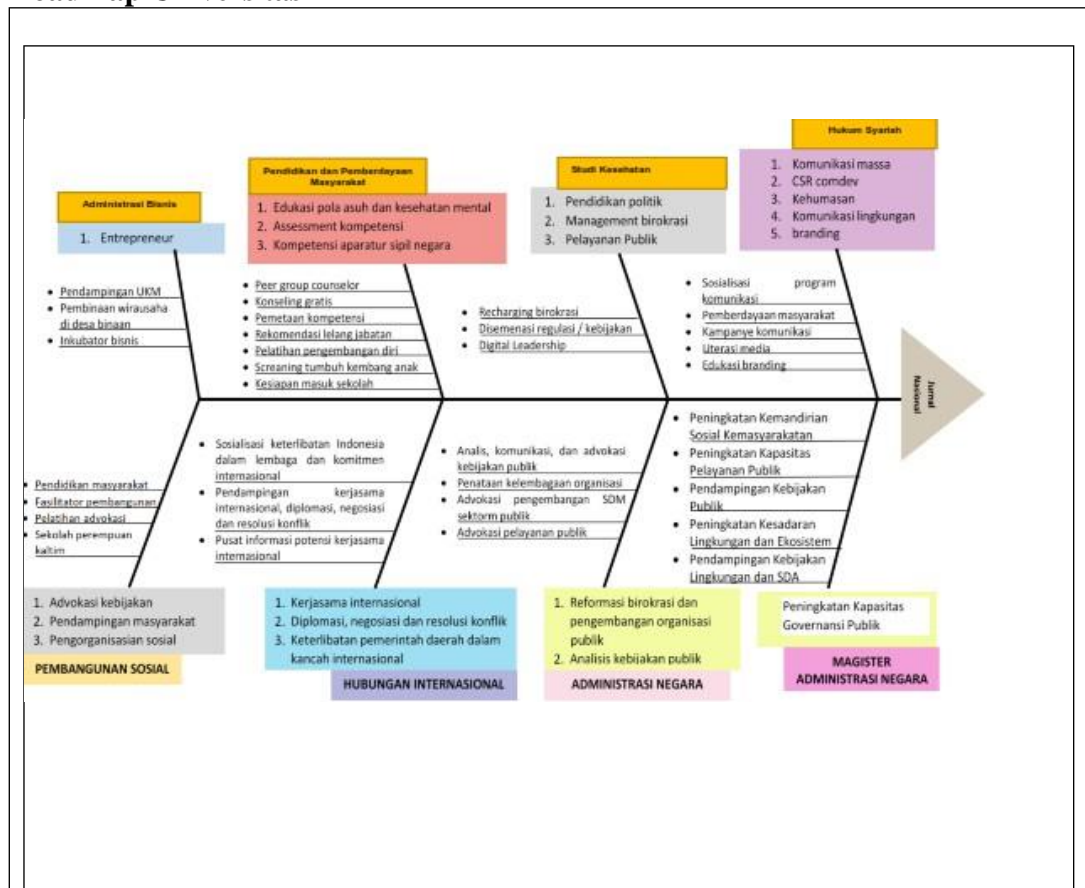 Hukum Syariah
1. Komunikasi massa
2. CSR comdev
3. Kehumasan
4. Komunikasi lingkungan
5. branding
Studi Kesehatan
1. Pendidikan politik
2. Management birokrasi
3. Pelayanan Publik
Pendidikan dan Pemberdayaan
Masyarakat
1. Edukasi pola asuh dan kesehatan mental
2. Assessment kompetensi
3. Kompetensi aparatur sipil negara
Administrasi Bisnis
1. Entrepreneur
• Pendampingan UKM
• Pembinaan wirausaha
di desa binaan
• Inkubator bisnis
• Peer group counselor
• Konseling gratis
• Pemetaan kompetensi
• Rekomendasi lelang jabatan
• Pelatihan pengembangan diri
• Screaning tumbuh kembang anak
• Kesiapan masuk sekolah
• Recharging birokrasi
• Disemenasi regulasi / kebijakan
• Digital Leadership
• Sosialisasi program
komunikasi
• Pemberdayaan masyarakat
• Kampanye komunikasi
• Literasi media
• Edukasi branding
Jurnal
Nasional
• Pendidikan masyarakat
• Fasilitator pembangunan
• Pelatihan advokasi
• Sekolah perempuan
kaltim
• Sosialisasi keterlibatan Indonesia
dalam lembaga dan komitmen
internasional
• Pendampingan kerjasama
internasional, diplomasi, negosiasi
dan resolusi konflik
• Pusat informasi potensi kerjasama
internasional
• Analis, komunikasi, dan advokasi
kebijakan publik
• Penataan kelembagaan organisasi
• Advokasi pengembangan SDM
sektorm publik
• Advokasi pelayanan publik
• Peningkatan Kemandirian
Sosial Kemasyarakatan
• Peningkatan Kapasitas
Pelayanan Publik
• Pendampingan Kebijakan
Publik
• Peningkatan Kesadaran
Lingkungan dan Ekosistem
• Pendampingan Kebijakan
Lingkungan dan SDA
1. Advokasi kebijakan
2. Pendampingan masyarakat
3. Pengorganisasian sosial
PEMBANGUNAN SOSIAL
1. Kerjasama internasional
2. Diplomasi, negosiasi dan resolusi konflik
3. Keterlibatan pemerintah daerah dalam
kancah internasional
HUBUNGAN INTERNASIONAL
1. Reformasi birokrasi dan
pengembangan organisasi
publik
2. Analisis kebijakan publik
ADMINISTRASI NEGARA
Peningkatan Kapasitas
Governansi Publik
MAGISTER
ADMINISTRASI NEGARA